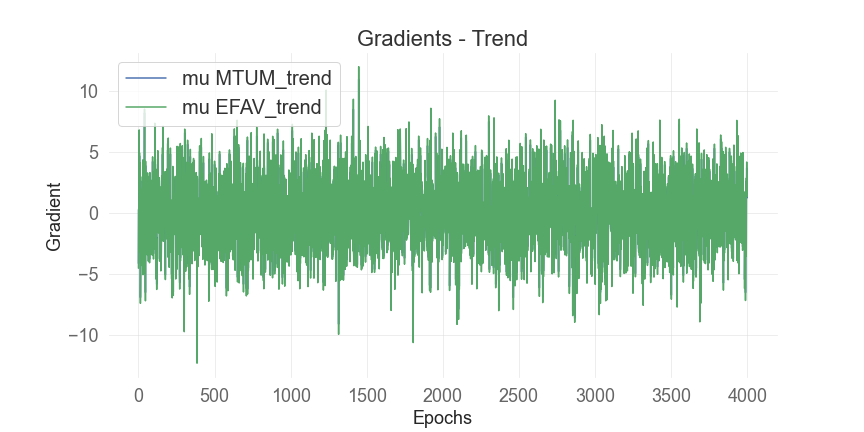 Gradients - Trend
mu MTUM_trend
mu EFAV_trend
10
5
0
−5
−10
Gradient
0 500 1000 1500 2000 2500 3000 3500 4000
Epochs